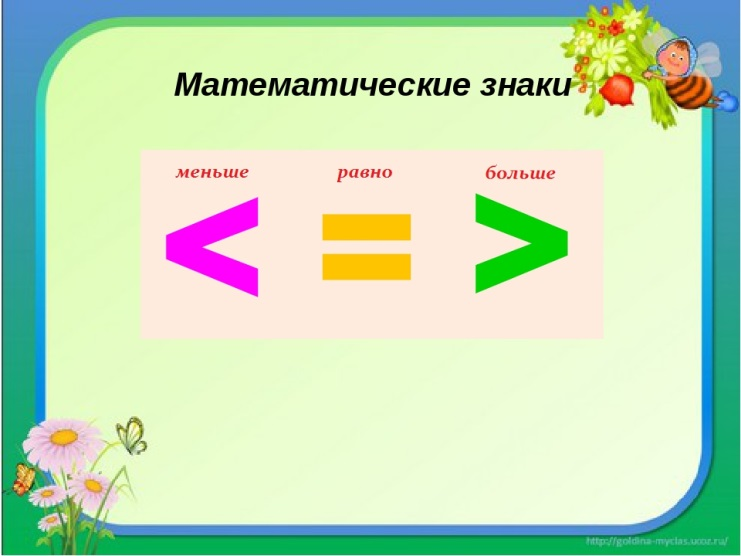 Математические знаки
меньше равно больше
< = >
http://goldina-myclas.ucoz.ru/